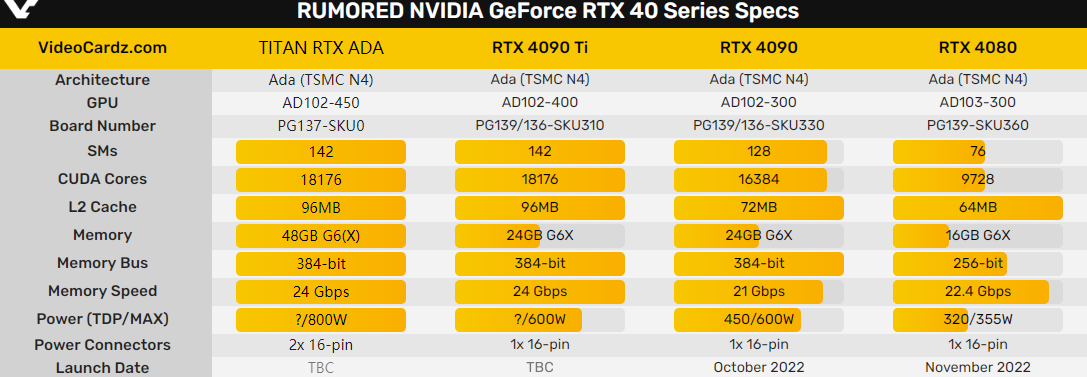 RUMORED NVIDIA GeForce RTX 40 Series Specs
VideoCardz.com TITAN RTX ADA RTX 4090 Ti RTX 4090 RTX 4080
Architecture Ada (TSMC N4) Ada (TSMC N4) Ada (TSMC N4) Ada (TSMC N4)
GPU AD102-450 AD102-400 AD102-300 AD103-300
Board Number PG137-SKU0 PG139/136-SKU310 PG139/136-SKU330 PG139-SKU360
SMs 142 142 128 76
CUDA Cores 18176 18176 16384 9728
L2 Cache 96MB 96MB 72MB 64MB
Memory 48GB G6(X) 24GB G6X 24GB G6X 16GB G6X
Memory Bus 384-bit 384-bit 384-bit 256-bit
Memory Speed 24 Gbps 24 Gbps 21 Gbps 22.4 Gbps
Power (TDP/MAX) ?/800W ?/600W 450/600W 320/355W
Power Connectors 2x 16-pin 1x 16-pin 1x 16-pin 1x 16-pin
Launch Date TBC TBC October 2022 November 2022